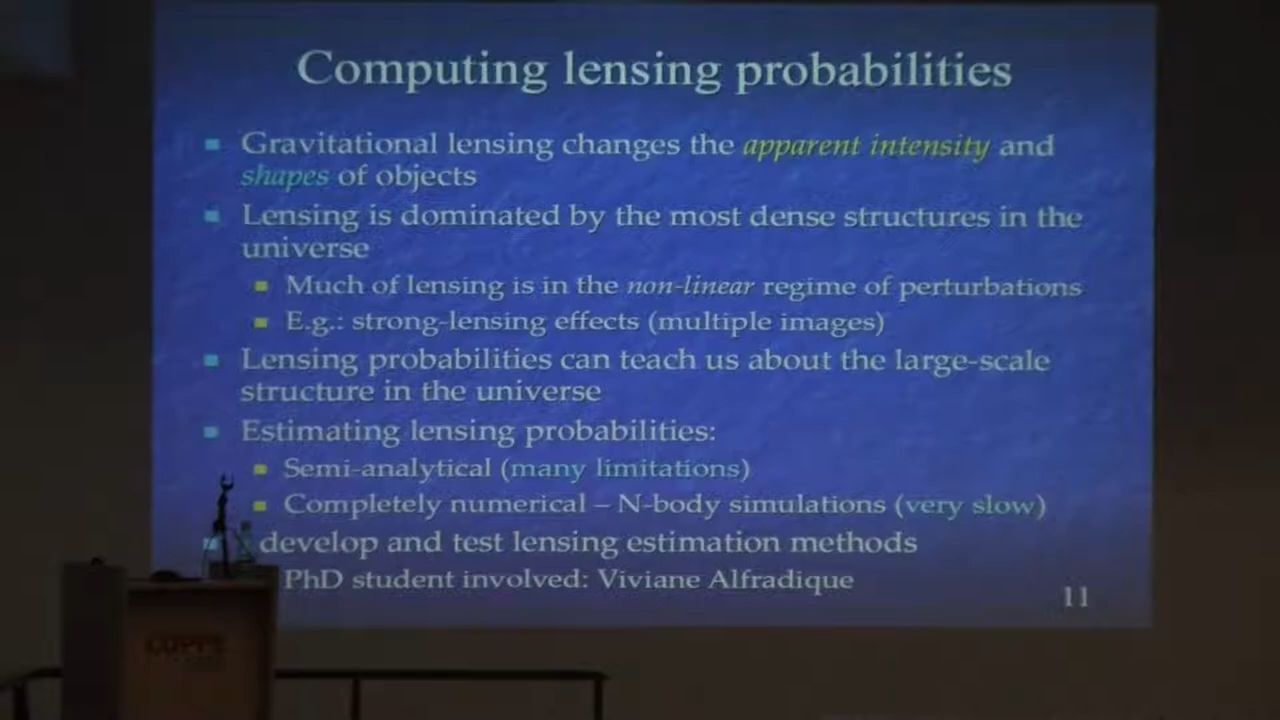 Computing lensing probabilities
Gravitational lensing changes the apparent intensity and
shapes of objects
Lensing is dominated by the most dense structures in the
universe
Much of lensing is in the non-linear regime of perturbations
E.g.: strong-lensing effects (multiple images)
Lensing probabilities can teach us about the large-scale
structure in the universe
Estimating lensing probabilities:
Semi-analytical (many limitations)
Completely numerical – N-body simulations (very slow)
develop and test lensing estimation methods
PhD student involved: Viviane Alfradique
11